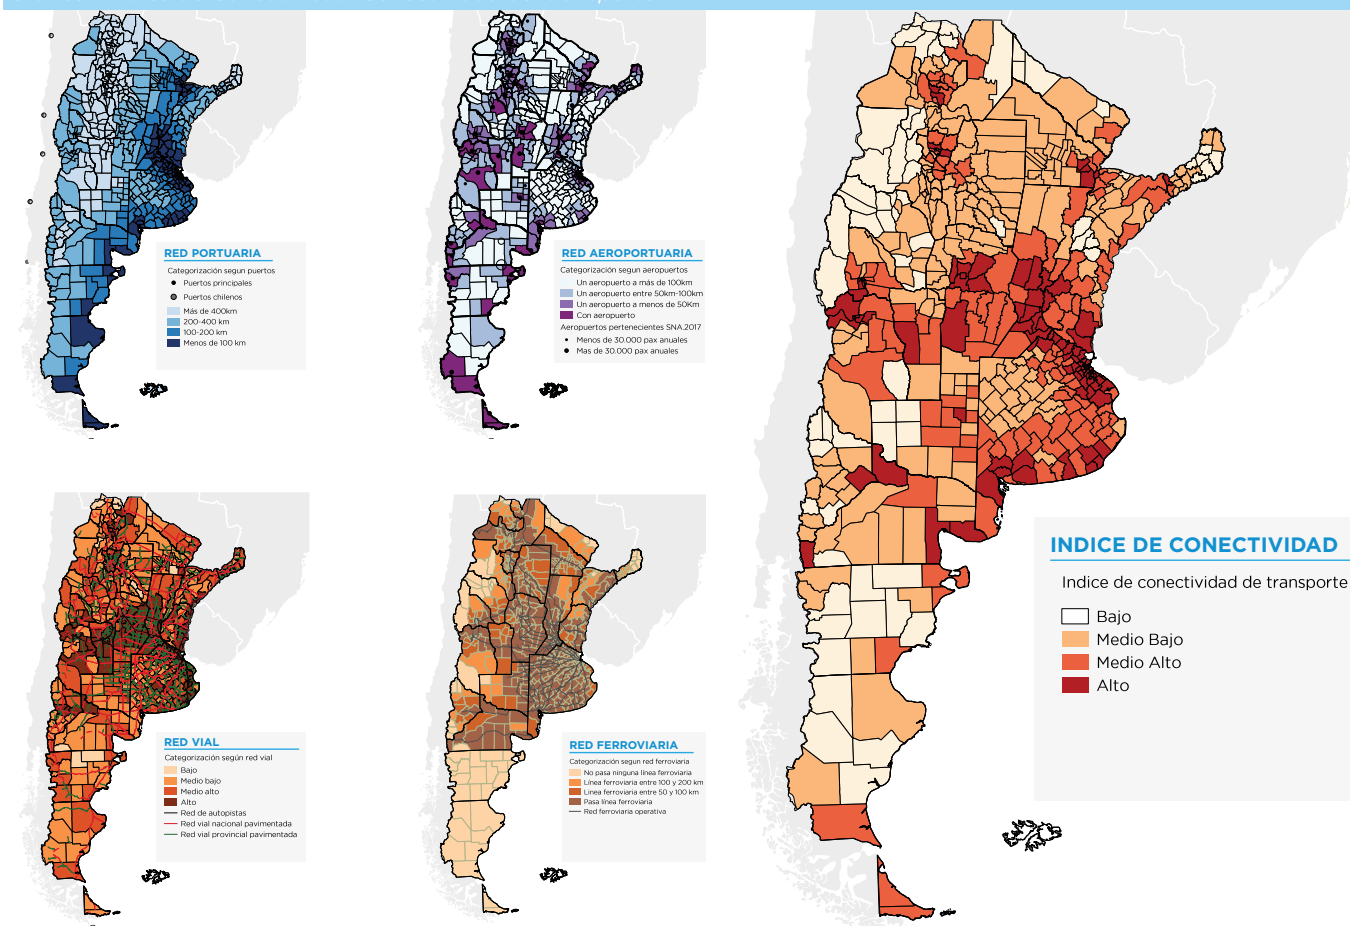 RED PORTUARIA
Categorización segun puertos
Puertos principales
Puertos chilenos
Más de 400km
200-400 km
100-200 km
Menos de 100 km
RED AEROPORTUARIA
Categorización segun aeropuertos
Un aeropuerto a más de 100km
Un aeropuerto entre 50km-100km
Un aeropuerto a menos de 50Km
Con aeropuerto
Aeropuertos pertenecientes SNA.2017
Menos de 30.000 pax anuales
Mas de 30.000 pax anuales
RED VIAL
Categorización según red vial
Bajo
Medio bajo
Medio alto
Alto
Red de autopistas
Red vial nacional pavimentada
Red vial provincial pavimentada
RED FERROVIARIA
Categorización segun red ferroviaria
No pasa ninguna línea ferroviaria
Línea ferroviaria entre 100 y 200 km
Linea ferroviaria entre 50 y 100 km
Pasa línea ferroviaria
Red ferroviaria operativa
INDICE DE CONECTIVIDAD
Indice de conectividad de transporte
Bajo
Medio Bajo
Medio Alto
Alto